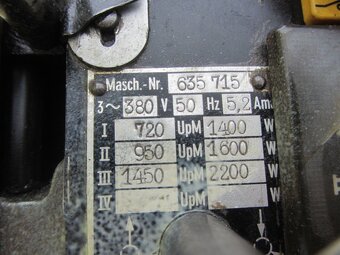 Masch.-Nr. 635 715
3~ 380 V 50 Hz 5,2 Am
I 720 UpM 1400 W
II 950 UpM 1600 W
III 1450 UpM 2200 W
IV UpM W